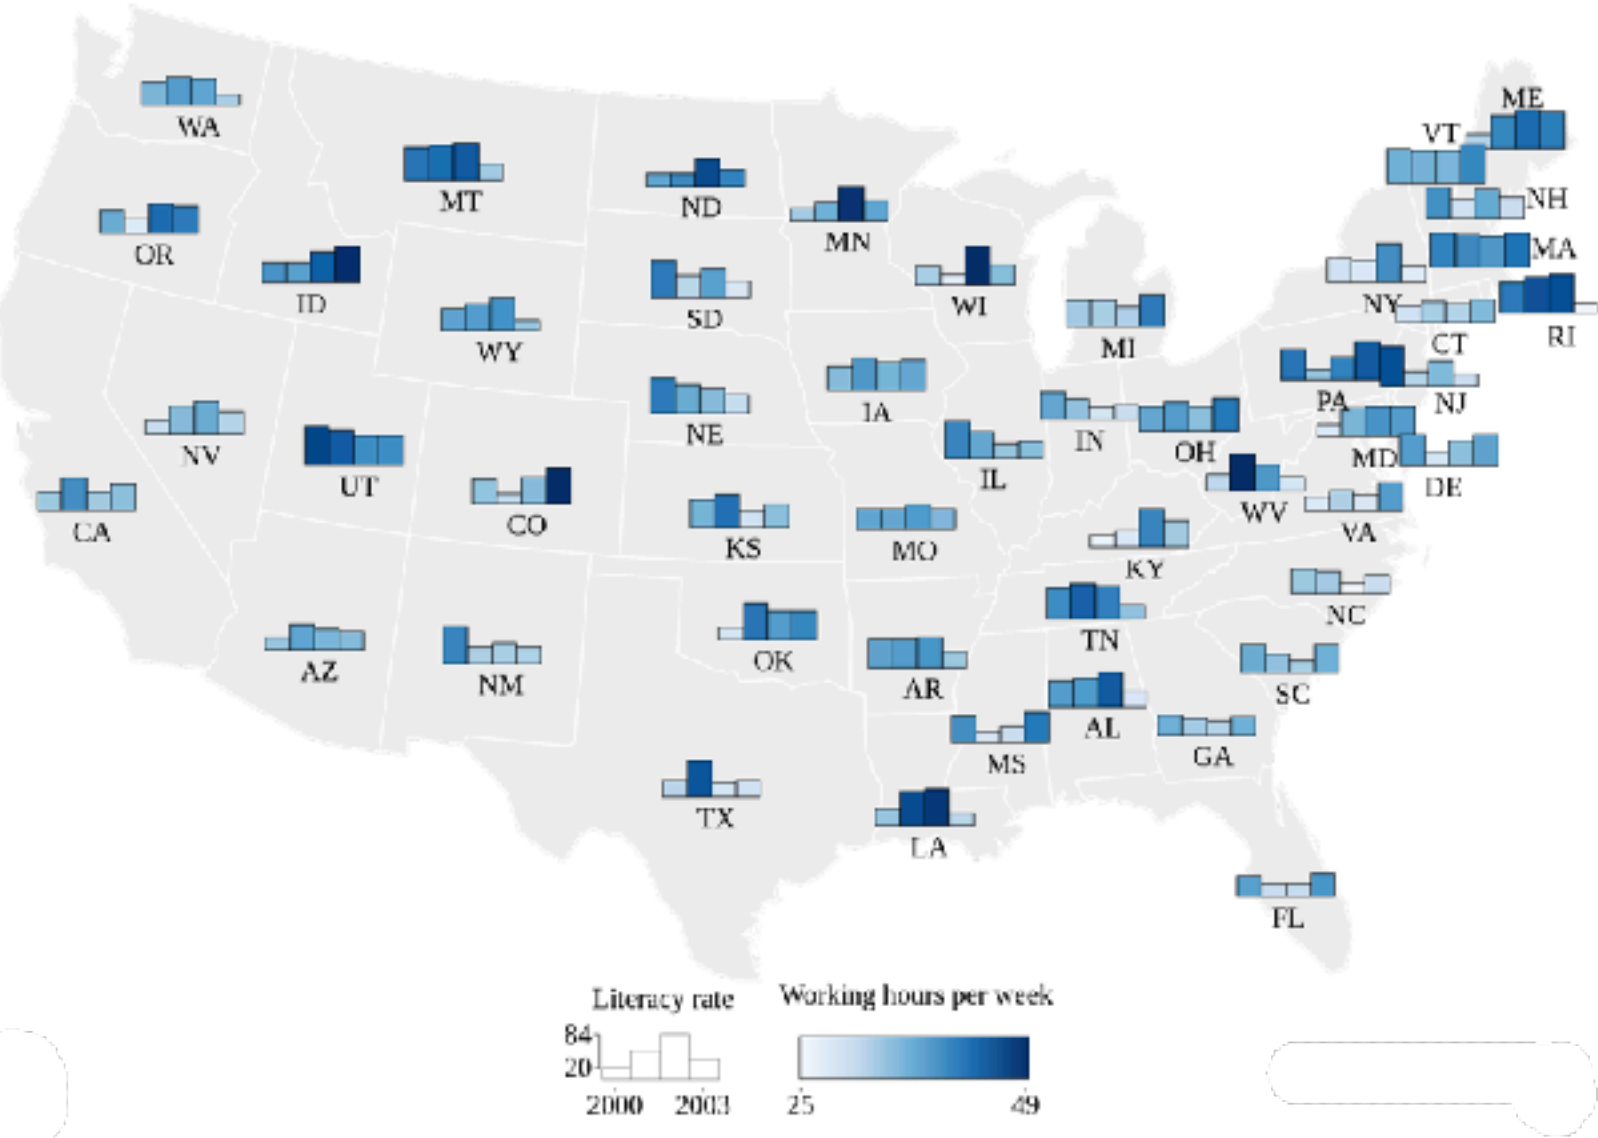 ME
WA
VT
MT
ND
NH
OR
MN
MA
ID
WI
NY
SD
RI
CT
MI
WY
PA
NJ
IA
NE
IN
OH
NV
MD
UT
IL
DE
WV
CO
CA
VA
KS
MO
KY
NC
TN
OK
AZ
NM
AR
SC
AL
GA
MS
TX
LA
FL
Literacy rate
84
20
2000 2003
Working hours per week
25 49